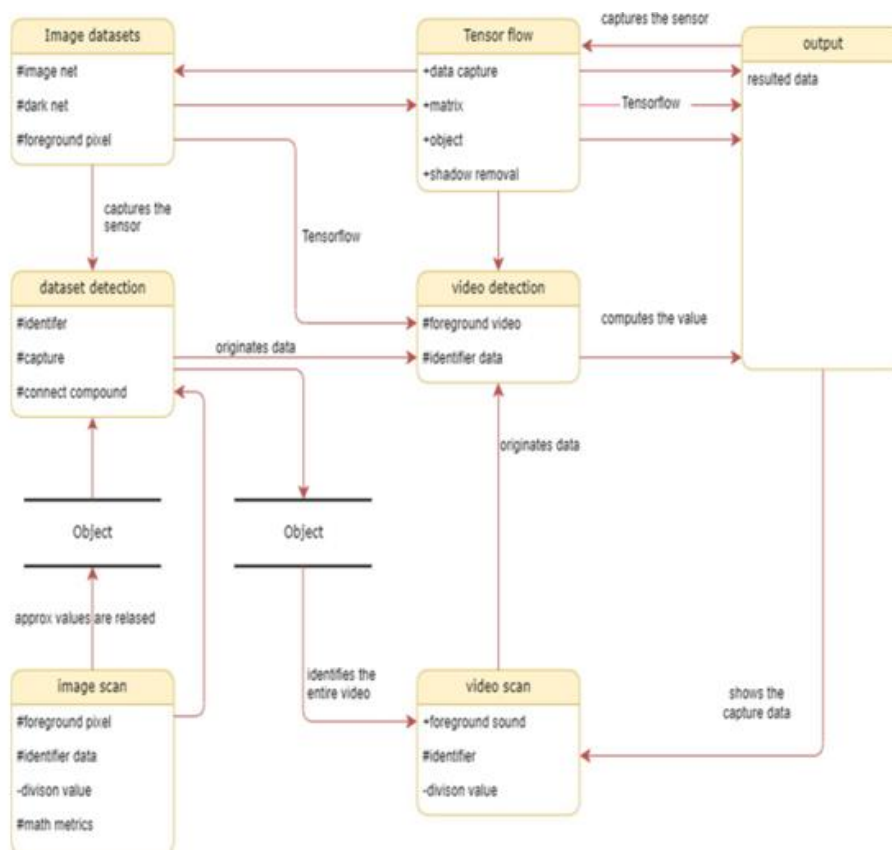 Image datasets
#image net
#dark net
#foreground pixel
Tensor flow
+data capture
+matrix
+object
+shadow removal
captures the sensor
output
resulted data
Tensorflow
captures the
sensor
Tensorflow
dataset detection
#identifer
#capture
#connect compound
originates data
video detection
#foreground video
#identifier data
computes the value
originates data
Object
Object
approx values are relased
identifies the
entire video
shows the
capture data
image scan
#foreground pixel
#identifier data
-divison value
#math metrics
video scan
+foreground sound
#identifier
-divison value